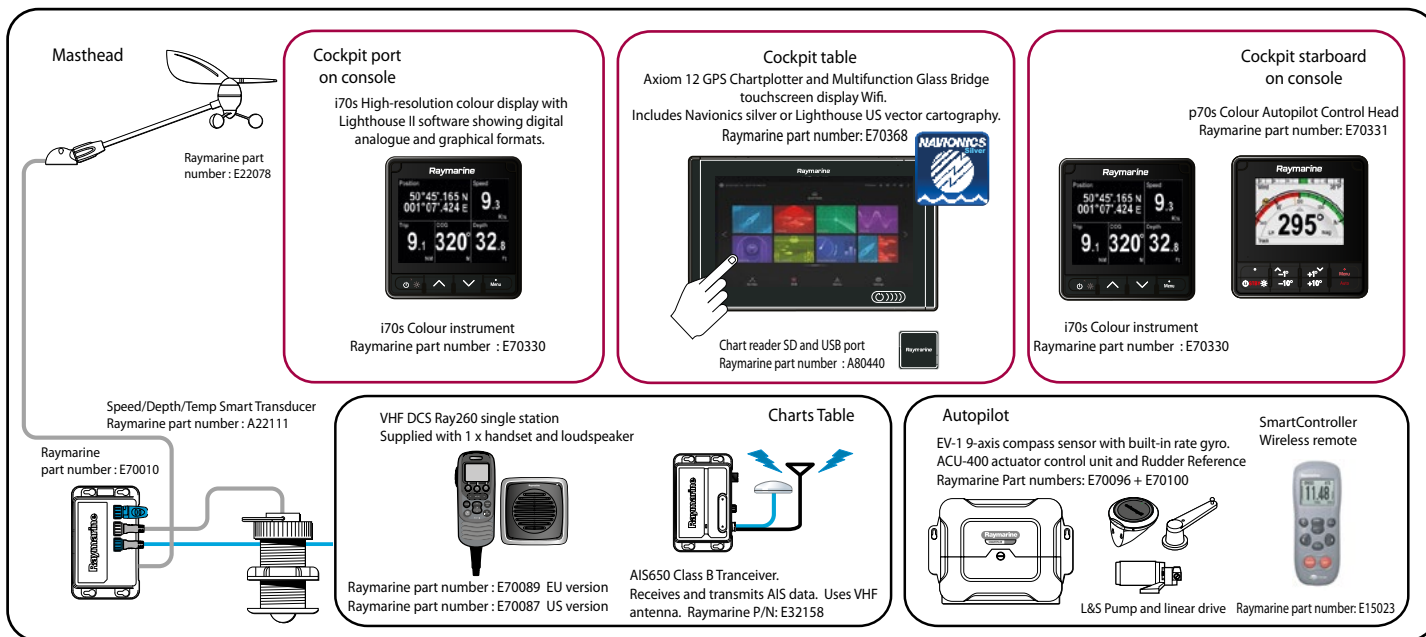 Masthead
Raymarine part
number : E22078
Cockpit port
on console
i70s High-resolution colour display with
Lighthouse II software showing digital
analogue and graphical formats.
Raymarine
Position
Speed
50°45'.165 N
001°07'.424 E
9.3
Kts
Trip
COG
Depth
9.1
320°
32.8
NM
Menu
i70s Colour instrument
Raymarine part number : E70330
Cockpit table
Axiom 12 GPS Chartplotter and Multifunction Glass Bridge
touchscreen display Wifi.
Includes Navionics silver or Lighthouse US vector cartography.
Raymarine part number: E70368
NAVIONICS
Silver
Raymarine
Chart reader SD and USB port
Raymarine part number : A80440
Raymarine
Cockpit starboard
on console
p70s Colour Autopilot Control Head
Raymarine part number: E70331
Raymarine
Position
Speed
50°45'.165 N
001°07'.424 E
9.3
Kts
Trip
COG
Depth
9.1
320°
32.8
NM
Menu
Raymarine
Wind
295°
mag
-1°
+1°
Menu
-10°
+10°
i70s Colour instrument
Raymarine part number : E70330
Speed/Depth/Temp Smart Transducer
Raymarine part number : A22111
Raymarine
part number : E70010
Raymarine
VHF DCS Ray260 single station
Supplied with 1 x handset and loudspeaker
Raymarine part number : E70089 EU version
Raymarine part number : E70087 US version
Charts Table
Raymarine
AIS650 Class B Tranceiver.
Receives and transmits AIS data. Uses VHF
antenna. Raymarine P/N: E32158
Autopilot
EV-1 9-axis compass sensor with built-in rate gyro.
ACU-400 actuator control unit and Rudder Reference
Raymarine Part numbers: E70096 + E70100
Raymarine
L&S Pump and linear drive
SmartController
Wireless remote
11.48
Raymarine part number: E15023